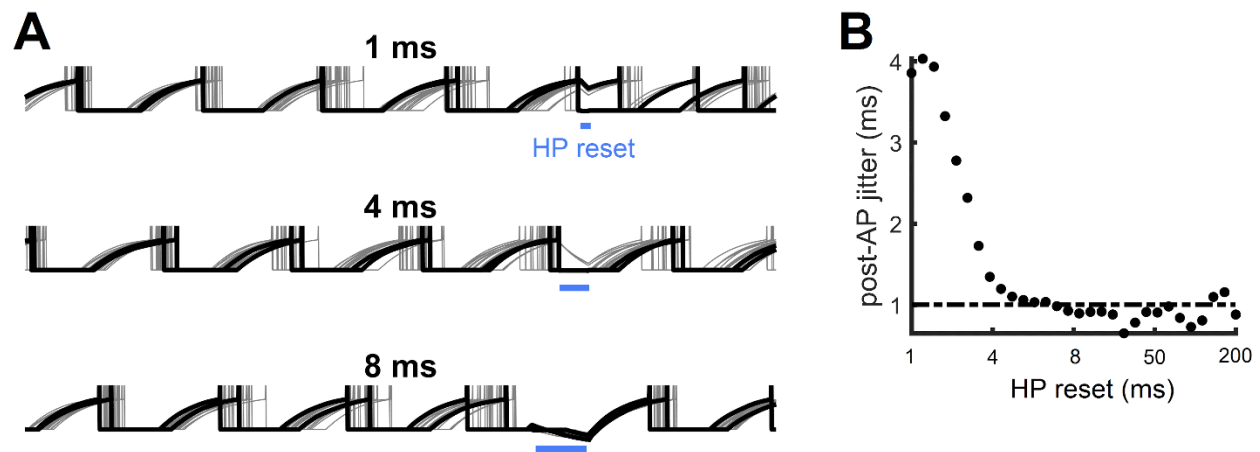 A
1 ms
HP reset
4 ms
8 ms
B
post-AP jitter (ms)
4
3
2
1
1 4 8 50 200
HP reset (ms)